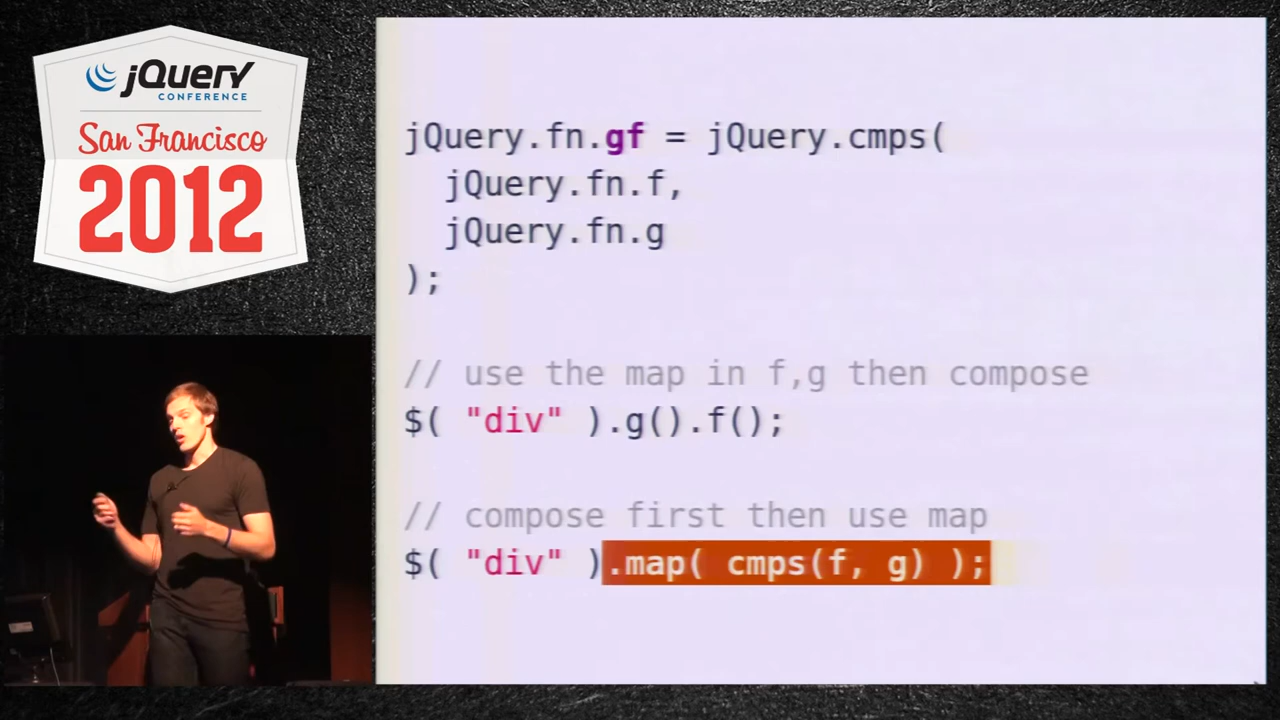 jQuery
CONFERENCE
San Francisco
2012
jQuery.fn.gf = jQuery.cmps(
  jQuery.fn.f,
  jQuery.fn.g
);
// use the map in f,g then compose
$( "div" ).g().f();
// compose first then use map
$( "div" ).map( cmps(f, g) );